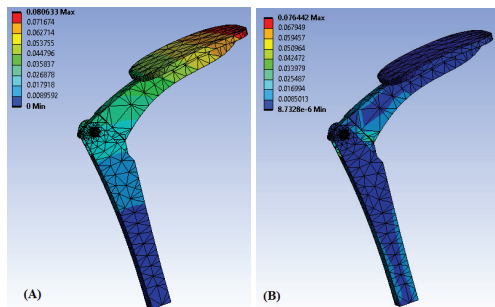 0.080633 Max
0.071674
0.062714
0.053755
0.044796
0.035837
0.026878
0.017918
0.0089592
0 Min
(A)
0.076442 Max
0.067949
0.059457
0.050964
0.042472
0.033979
0.025487
0.016994
0.0085013
8.7328e-6 Min
(B)